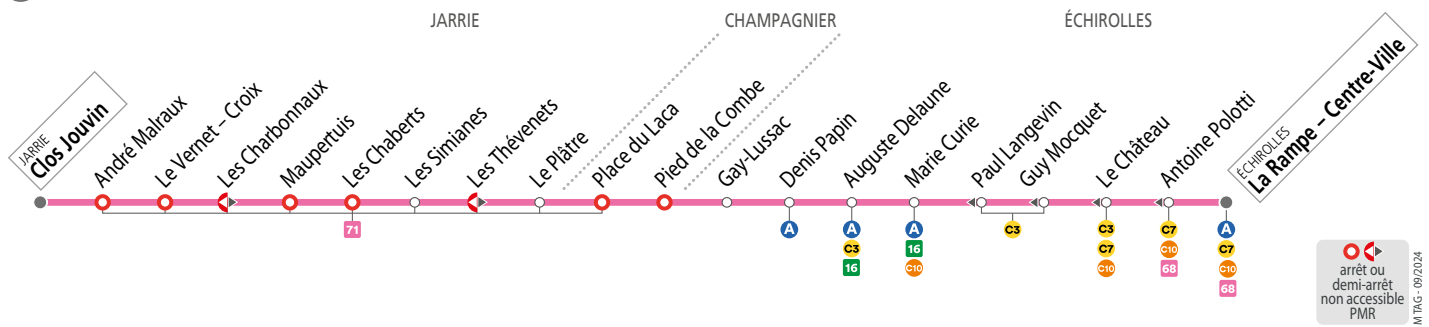 JARRIE
CHAMPAGNIER
ÉCHIROLLES
JARRIE
Clos Jouvin
André Malraux
Le Vernet – Croix
Les Charbonnaux
Maupertuis
Les Chaberts
Les Simianes
Les Thévenets
Le Plâtre
Place du Laca
Pied de la Combe
Gay-Lussac
Denis Papin
Auguste Delaune
Marie Curie
Paul Langevin
Guy Mocquet
Le Château
Antoine Polotti
ÉCHIROLLES
La Rampe – Centre-Ville
71
A
A
C3
16
A
16
C10
C3
C3
C7
C10
C7
C10
68
A
C7
C10
68
arrêt ou
demi-arrêt
non accessible
PMR
M TAG - 09/2024